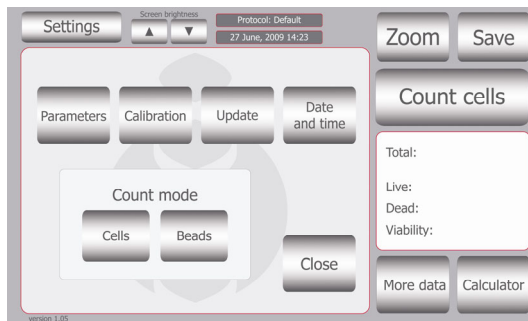 Settings
Screen brightness
Protocol: Default
27 June, 2009 14:23
Zoom
Save
Parameters
Calibration
Update
Date
and time
Count cells
Total:
Live:
Dead:
Viability:
Count mode
Cells
Beads
Close
More data
Calculator
version 1.05